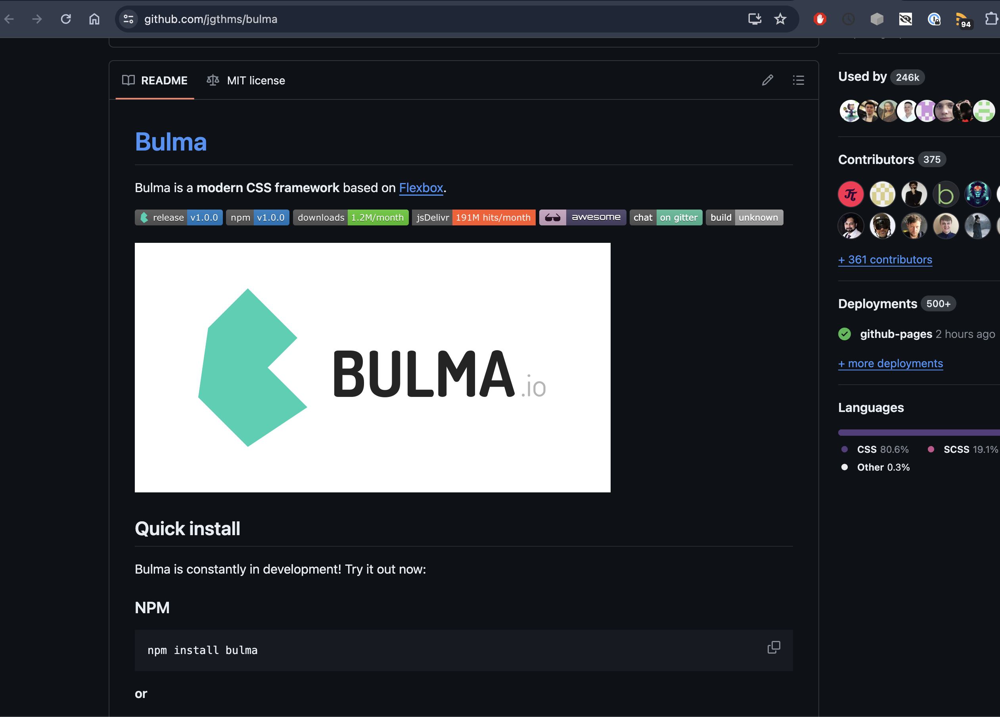 github.com/jgthms/bulma
94
README
MIT license
Bulma
Bulma is a modern CSS framework based on Flexbox.
release v1.0.0 npm v1.0.0 downloads 1.2M/month jsDelivr 191M hits/month awesome chat on gitter build unknown
BULMA.io
Quick install
Bulma is constantly in development! Try it out now:
NPM
npm install bulma
or
Used by 246k
Contributors 375
b
+ 361 contributors
Deployments 500+
github-pages 2 hours ago
+ more deployments
Languages
CSS 80.6% SCSS 19.1%
Other 0.3%